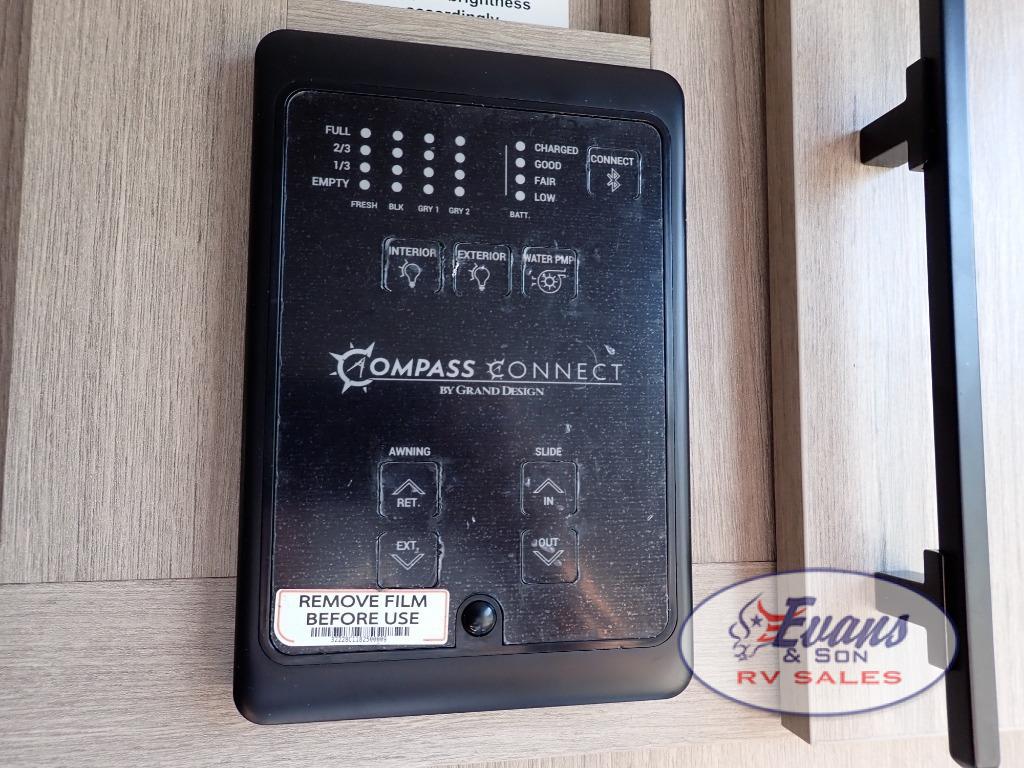 brightness
accordingly
FULL
2/3
1/3
EMPTY
FRESH BLK GRY 1 GRY 2
CHARGED
GOOD
FAIR
LOW
BATT.
CONNECT
INTERIOR EXTERIOR WATER PMP
COMPASS CONNECT
BY GRAND DESIGN
AWNING SLIDE
RET. IN
EXT. OUT
REMOVE FILM
BEFORE USE
Evans
& SON
RV SALES